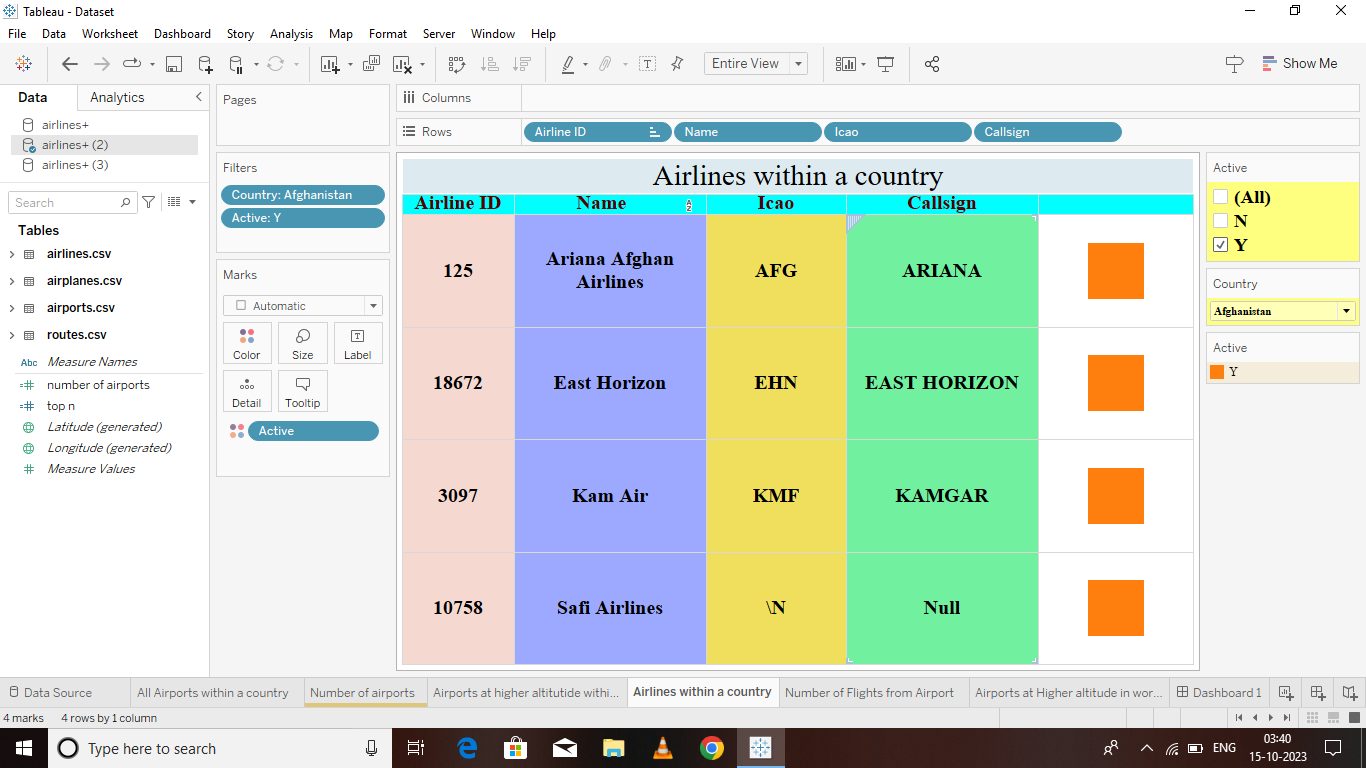 Tableau - Dataset
File Data Worksheet Dashboard Story Analysis Map Format Server Window Help
Entire View
Show Me
Data Analytics
airlines+
airlines+ (2)
airlines+ (3)
Search
Tables
airlines.csv
airplanes.csv
airports.csv
routes.csv
Abc Measure Names
number of airports
top n
Latitude (generated)
Longitude (generated)
Measure Values
Pages
Filters
Country: Afghanistan
Active: Y
Marks
Automatic
Color Size Label
Detail Tooltip
Active
Columns
Rows Airline ID Name Icao Callsign
Airlines within a country
Airline ID Name Icao Callsign
125 Ariana Afghan Airlines AFG ARIANA
18672 East Horizon EHN EAST HORIZON
3097 Kam Air KMF KAMGAR
10758 Safi Airlines \N Null
Active
(All)
N
Y
Country
Afghanistan
Active
Y
Data Source All Airports within a country Number of airports Airports at higher altitutide withi... Airlines within a country Number of Flights from Airport Airports at Higher altitude in wor... Dashboard 1
4 marks 4 rows by 1 column
Type here to search
ENG
03:40
15-10-2023